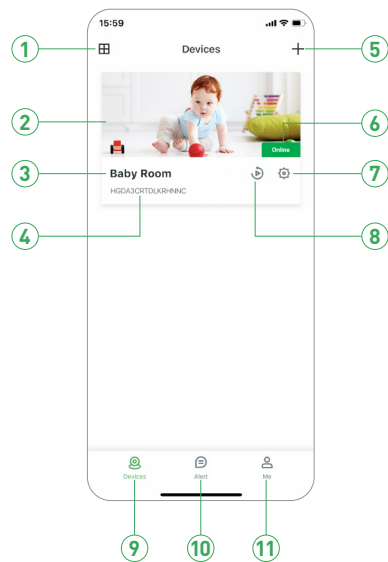 15:59
1
Devices
5
2
6
Online
3
Baby Room
7
HGDA3CRTDLKRHNNC
4
8
Devices
Alert
Me
9
10
11